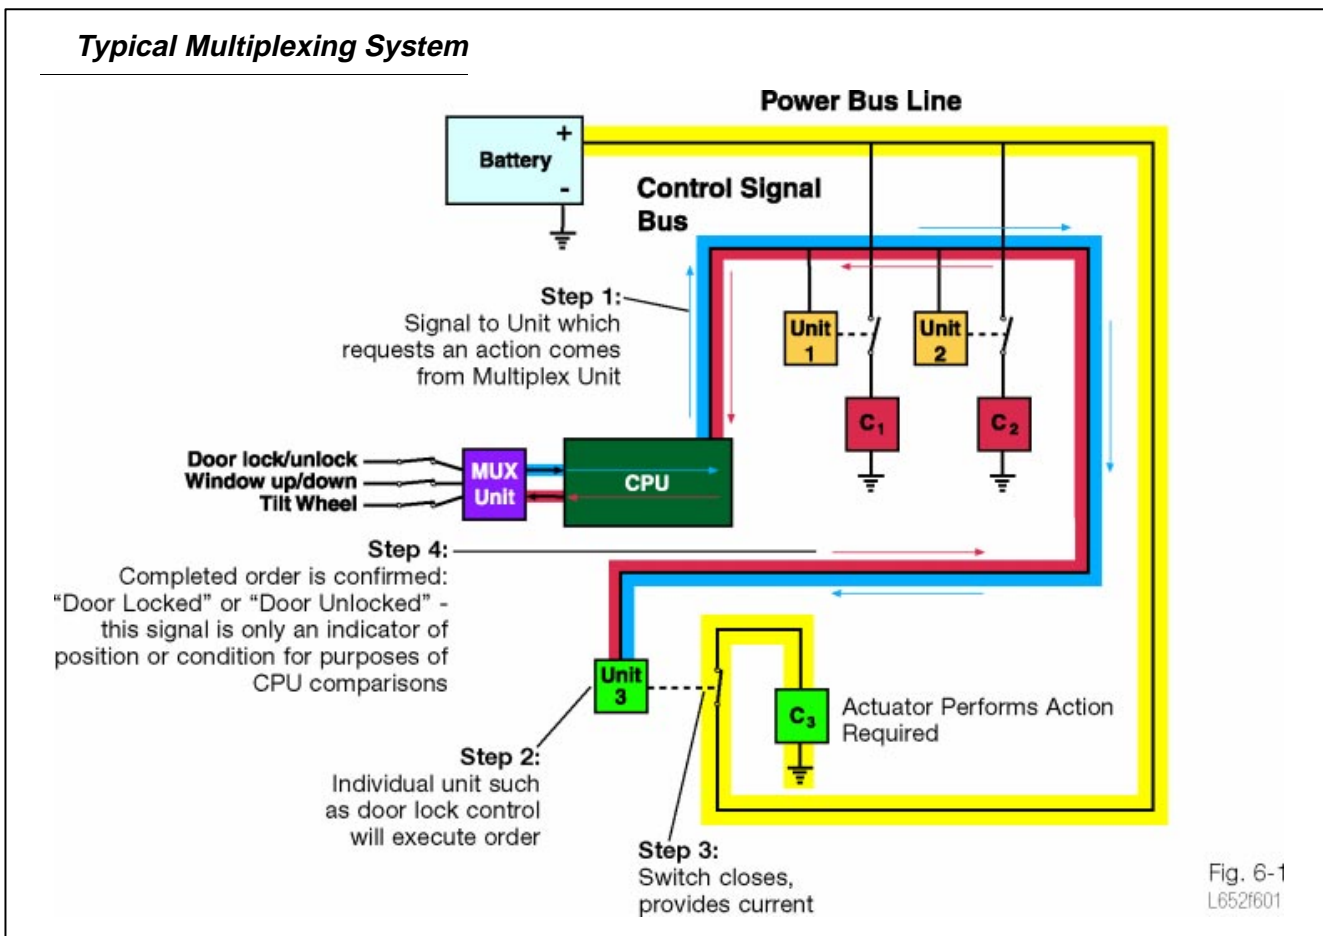 Typical Multiplexing System
Power Bus Line
+
Battery
-
Control Signal
Bus
Step 1:
Signal to Unit which
requests an action comes
from Multiplex Unit
Unit
1
Unit
2
C1
C2
Door lock/unlock
Window up/down
Tilt Wheel
MUX
Unit
CPU
Step 4:
Completed order is confirmed:
“Door Locked” or “Door Unlocked” -
this signal is only an indicator of
position or condition for purposes of
CPU comparisons
Unit
3
C3
Actuator Performs Action
Required
Step 2:
Individual unit such
as door lock control
will execute order
Step 3:
Switch closes,
provides current
Fig. 6-1
L652f601